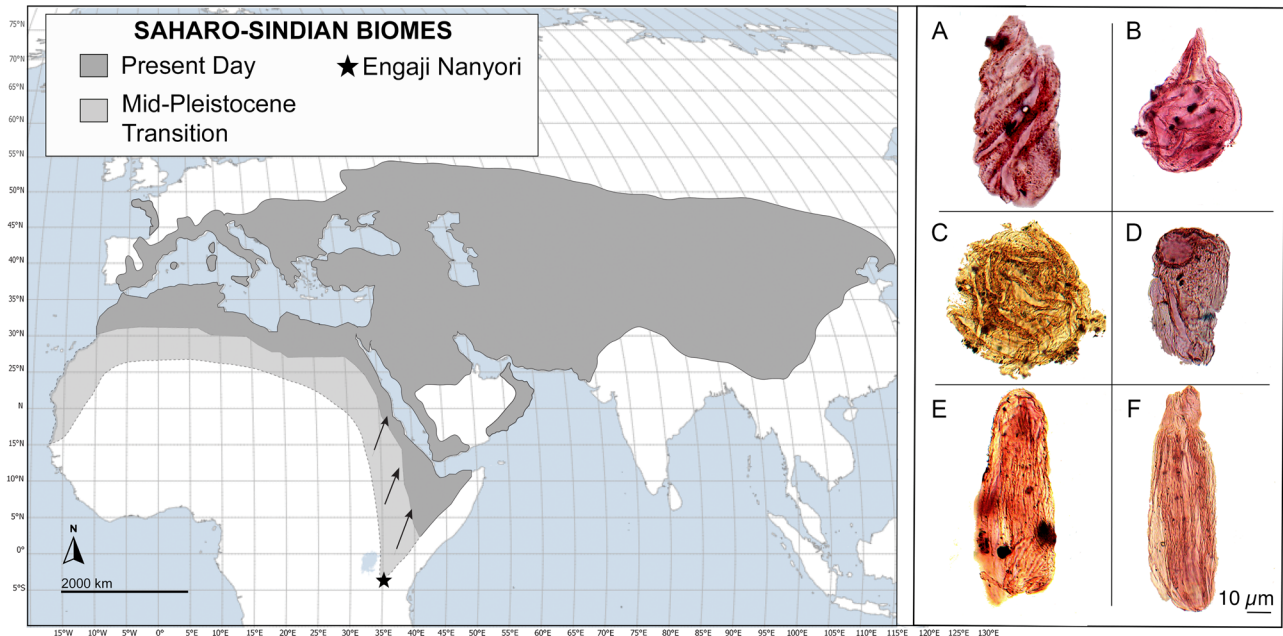 SAHARO-SINDIAN BIOMES
Present Day
★ Engaji Nanyori
Mid-Pleistocene
Transition
75°N
70°N
65°N
60°N
55°N
50°N
45°N
40°N
35°N
30°N
25°N
N
15°N
10°N
5°N
0°
5°S
N
2000 km
15°W 10°W 5°W 0° 5°E 10°E 15°E 20°E 25°E 30°E 35°E 40°E 45°E 50°E 55°E 60°E 65°E 70°E 75°E 80°E 85°E 90°E 95°E 100°E 105°E 110°E 115°E 120°E 125°E 130°E
A
B
C
D
E
F
10 µm